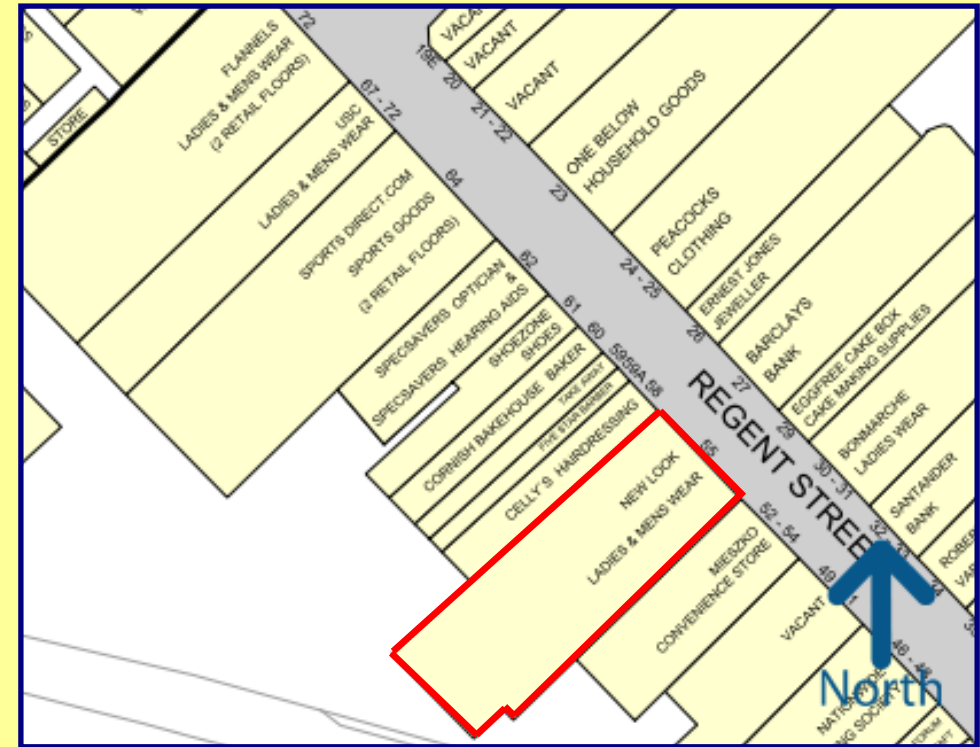 72
FLANNELS
LADIES & MENS WEAR
(2 RETAIL FLOORS)
STORE
67 - 72
USC
LADIES & MENS WEAR
64
SPORTS DIRECT.COM
SPORTS GOODS
(2 RETAIL FLOORS)
62
SPECSAVERS OPTICIAN
&
SPECSAVERS HEARING AIDS
61
SHOEZONE
SHOES
60
CORNISH BAKEHOUSE BAKER
59
TAKE AWAY
59A
FIVE STAR BARBER
58
CELLY'S HAIRDRESSING
55
NEW LOOK
LADIES & MENS WEAR
52 - 54
MIESZKO
CONVENIENCE STORE
49
VACANT
46 - 48
19E
VACANT
20
VACANT
21 - 22
VACANT
23
ONE BELOW
HOUSEHOLD GOODS
24 - 25
PEACOCKS
CLOTHING
26
ERNEST JONES
JEWELLER
27
BARCLAYS
BANK
29
EGGFREE CAKE BOX
CAKE MAKING SUPPLIES
30 - 31
BONMARCHE
LADIES WEAR
32 - 33
SANTANDER
BANK
34
REGENT STREE
North